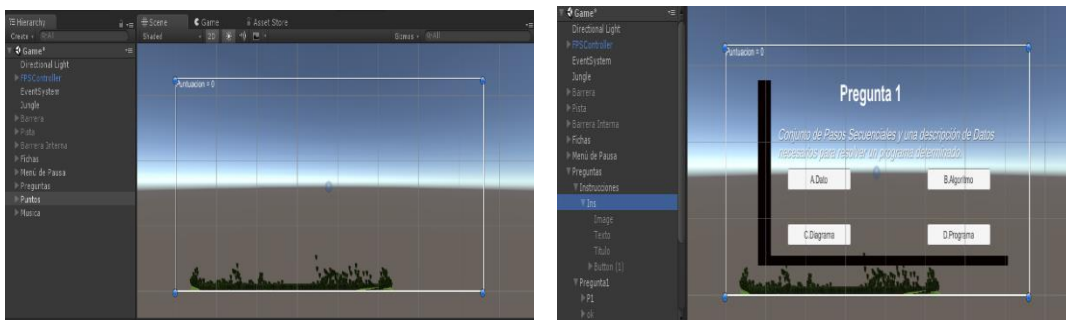 Hierarchy
Scene
Game
Asset Store
Create
All
Shaded
2D
Gizmos
All
Game*
Directional Light
FPSController
EventSystem
Jungle
Barrera
Pista
Barrera Interna
Fichas
Menú de Pausa
Preguntas
Puntos
Musica
Puntuacion = 0
Game*
Directional Light
FPSController
EventSystem
Jungle
Barrera
Pista
Barrera Interna
Fichas
Menú de Pausa
Preguntas
Instrucciones
Ins
Image
Texto
Titulo
Button (1)
Pregunta1
P1
ok
Puntuacion = 0
Pregunta 1
Conjunto de Pasos Secuenciales y una descripción de Datos
necesarios para resolver un programa determinado
A.Dato
B.Algoritmo
C.Diagrama
D.Programa